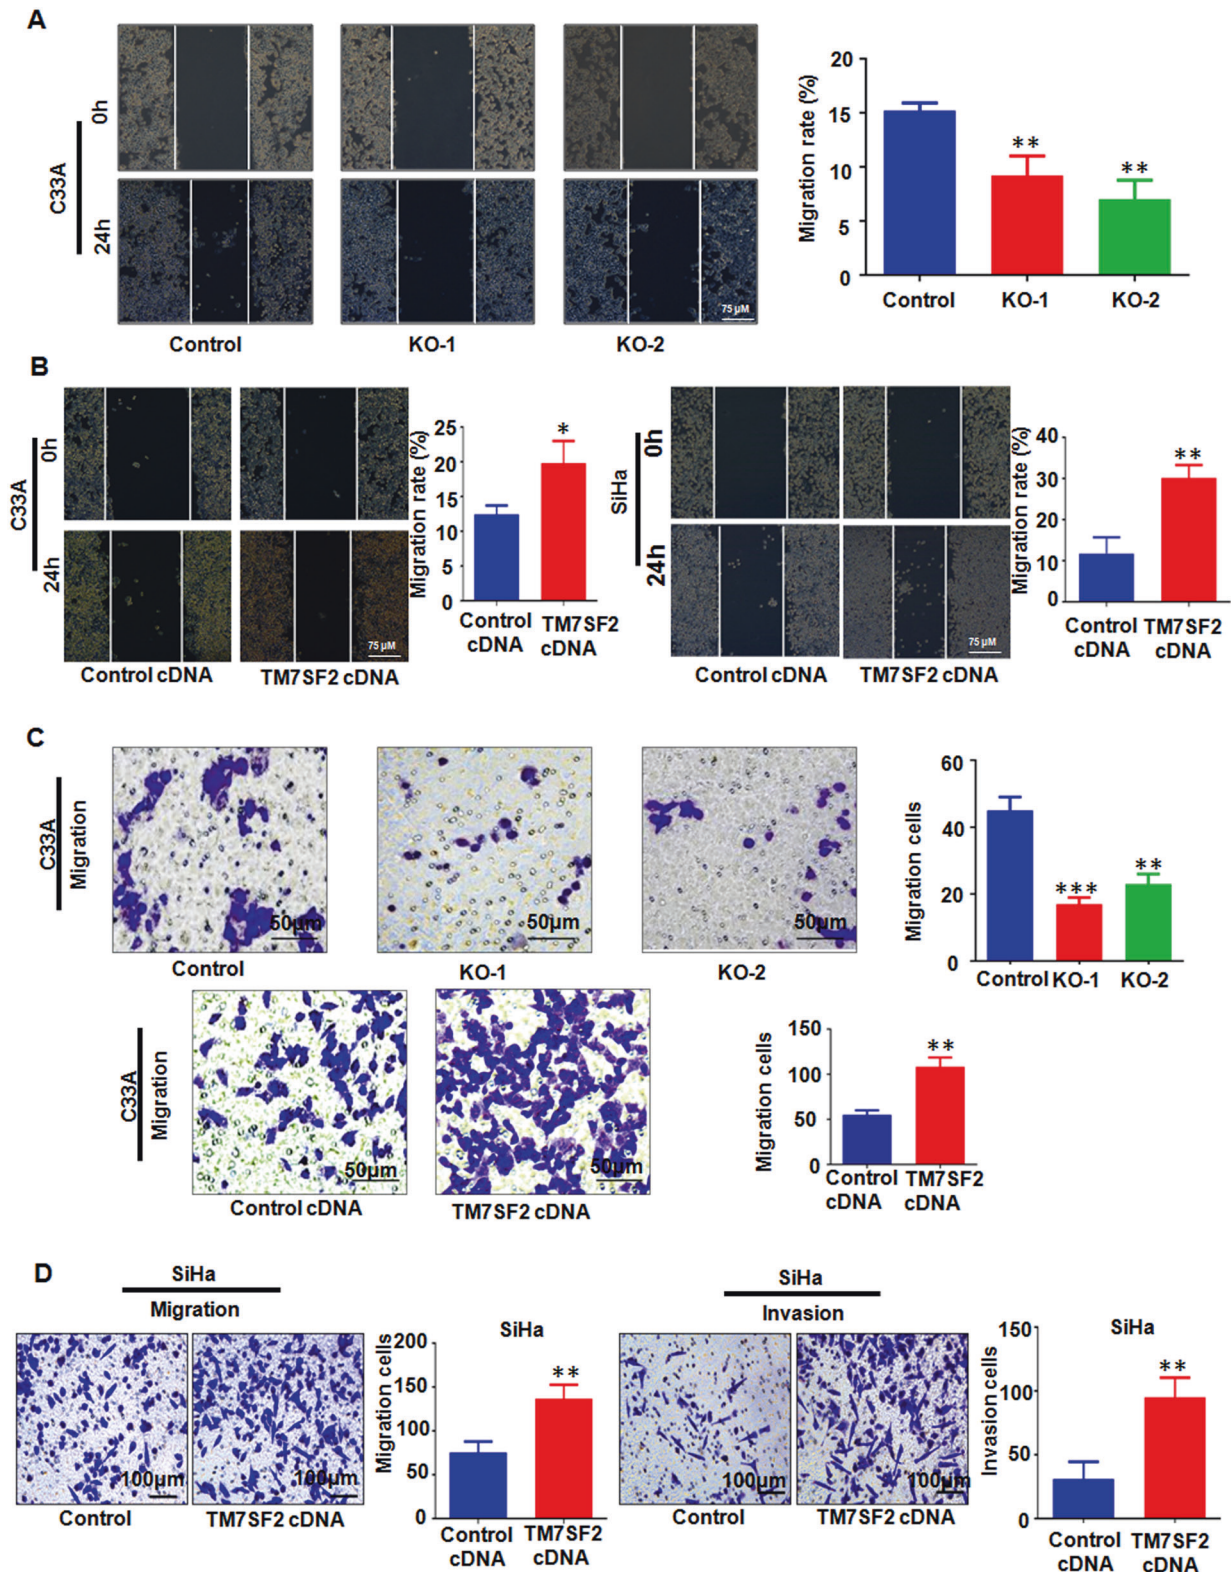 A
0h
C33A
24h
75 µM
Control
KO-1
KO-2
Migration rate (%)
20
15
10
5
0
**
**
Control
KO-1
KO-2
B
0h
C33A
24h
75 µM
Control cDNA
TM7SF2 cDNA
Migration rate (%)
25
20
15
10
5
0
*
Control
cDNA
TM7SF2
cDNA
0h
SiHa
24h
75 µM
Control cDNA
TM7SF2 cDNA
Migration rate (%)
40
30
20
10
0
**
Control
cDNA
TM7SF2
cDNA
C
C33A
Migration
50µm
50µm
50µm
Control
KO-1
KO-2
Migration cells
60
40
20
0
***
**
Control
KO-1
KO-2
C33A
Migration
50µm
50µm
Control cDNA
TM7SF2 cDNA
Migration cells
150
100
50
0
**
Control
cDNA
TM7SF2
cDNA
D
SiHa
Migration
100µm
100µm
Control
TM7SF2 cDNA
SiHa
Migration cells
200
150
100
50
0
**
Control
cDNA
TM7SF2
cDNA
SiHa
Invasion
100µm
100µm
Control
TM7SF2 cDNA
SiHa
Invasion cells
150
100
50
0
**
Control
cDNA
TM7SF2
cDNA